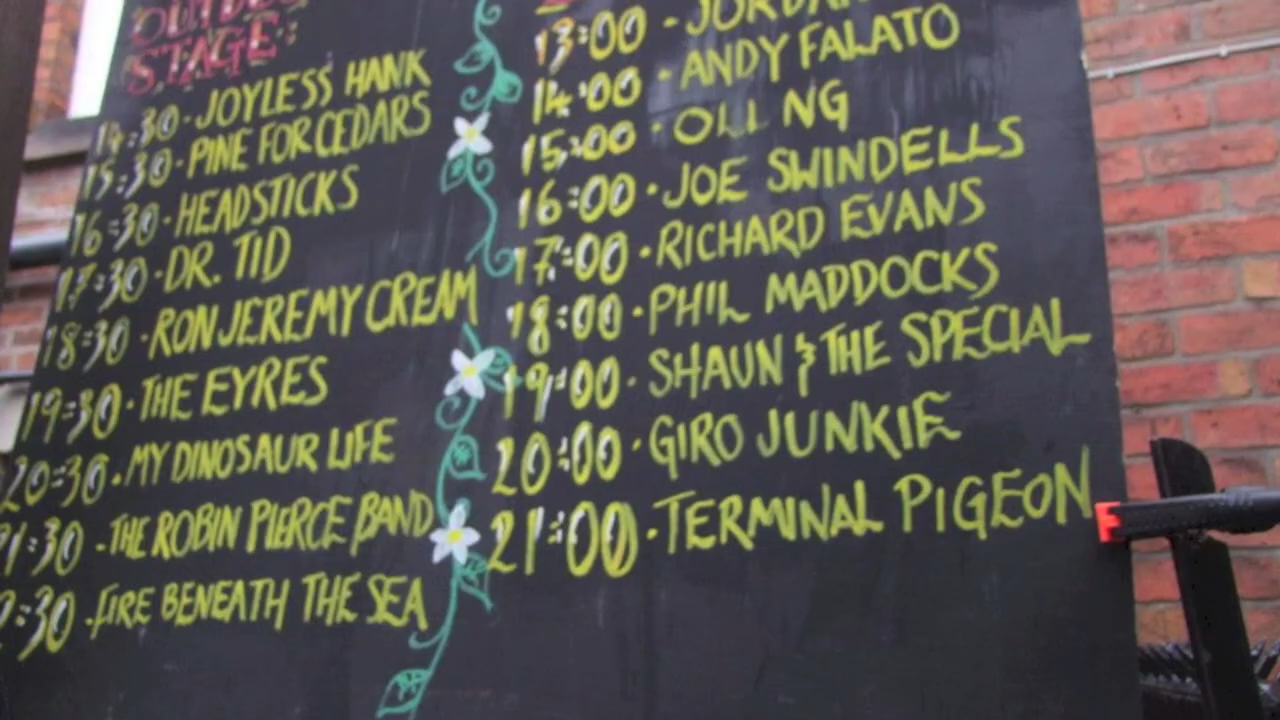 OUTDOOR
STAGE:
14:30 · JOYLESS HANK
15:30 · PINE FOR CEDARS
16:30 · HEADSTICKS
17:30 · DR. TID
18:30 · RON JEREMY CREAM
19:30 · THE EYRES
20:30 · MY DINOSAUR LIFE
21:30 - THE ROBIN PIERCE BAND
2:30 - FIRE BENEATH THE SEA
13:00 - JORDAN
14:00 · ANDY FALATO
15:00 · OLLI NG
16:00 · JOE SWINDELLS
17:00 · RICHARD EVANS
18:00 · PHIL MADDOCKS
19:00 · SHAUN & THE SPECIAL
20:00 · GIRO JUNKIE
21:00 · TERMINAL PIGEON